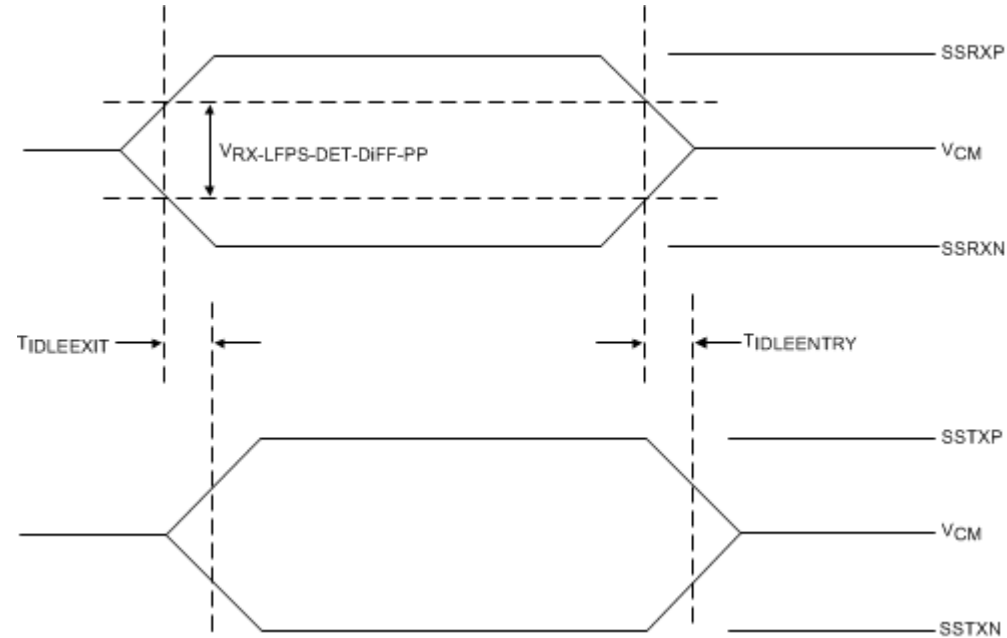 SSRXP
VRX-LFPS-DET-DiFF-PP
VCM
SSRXN
TIDLEEXIT
TIDLEENTRY
SSTXP
VCM
SSTXN